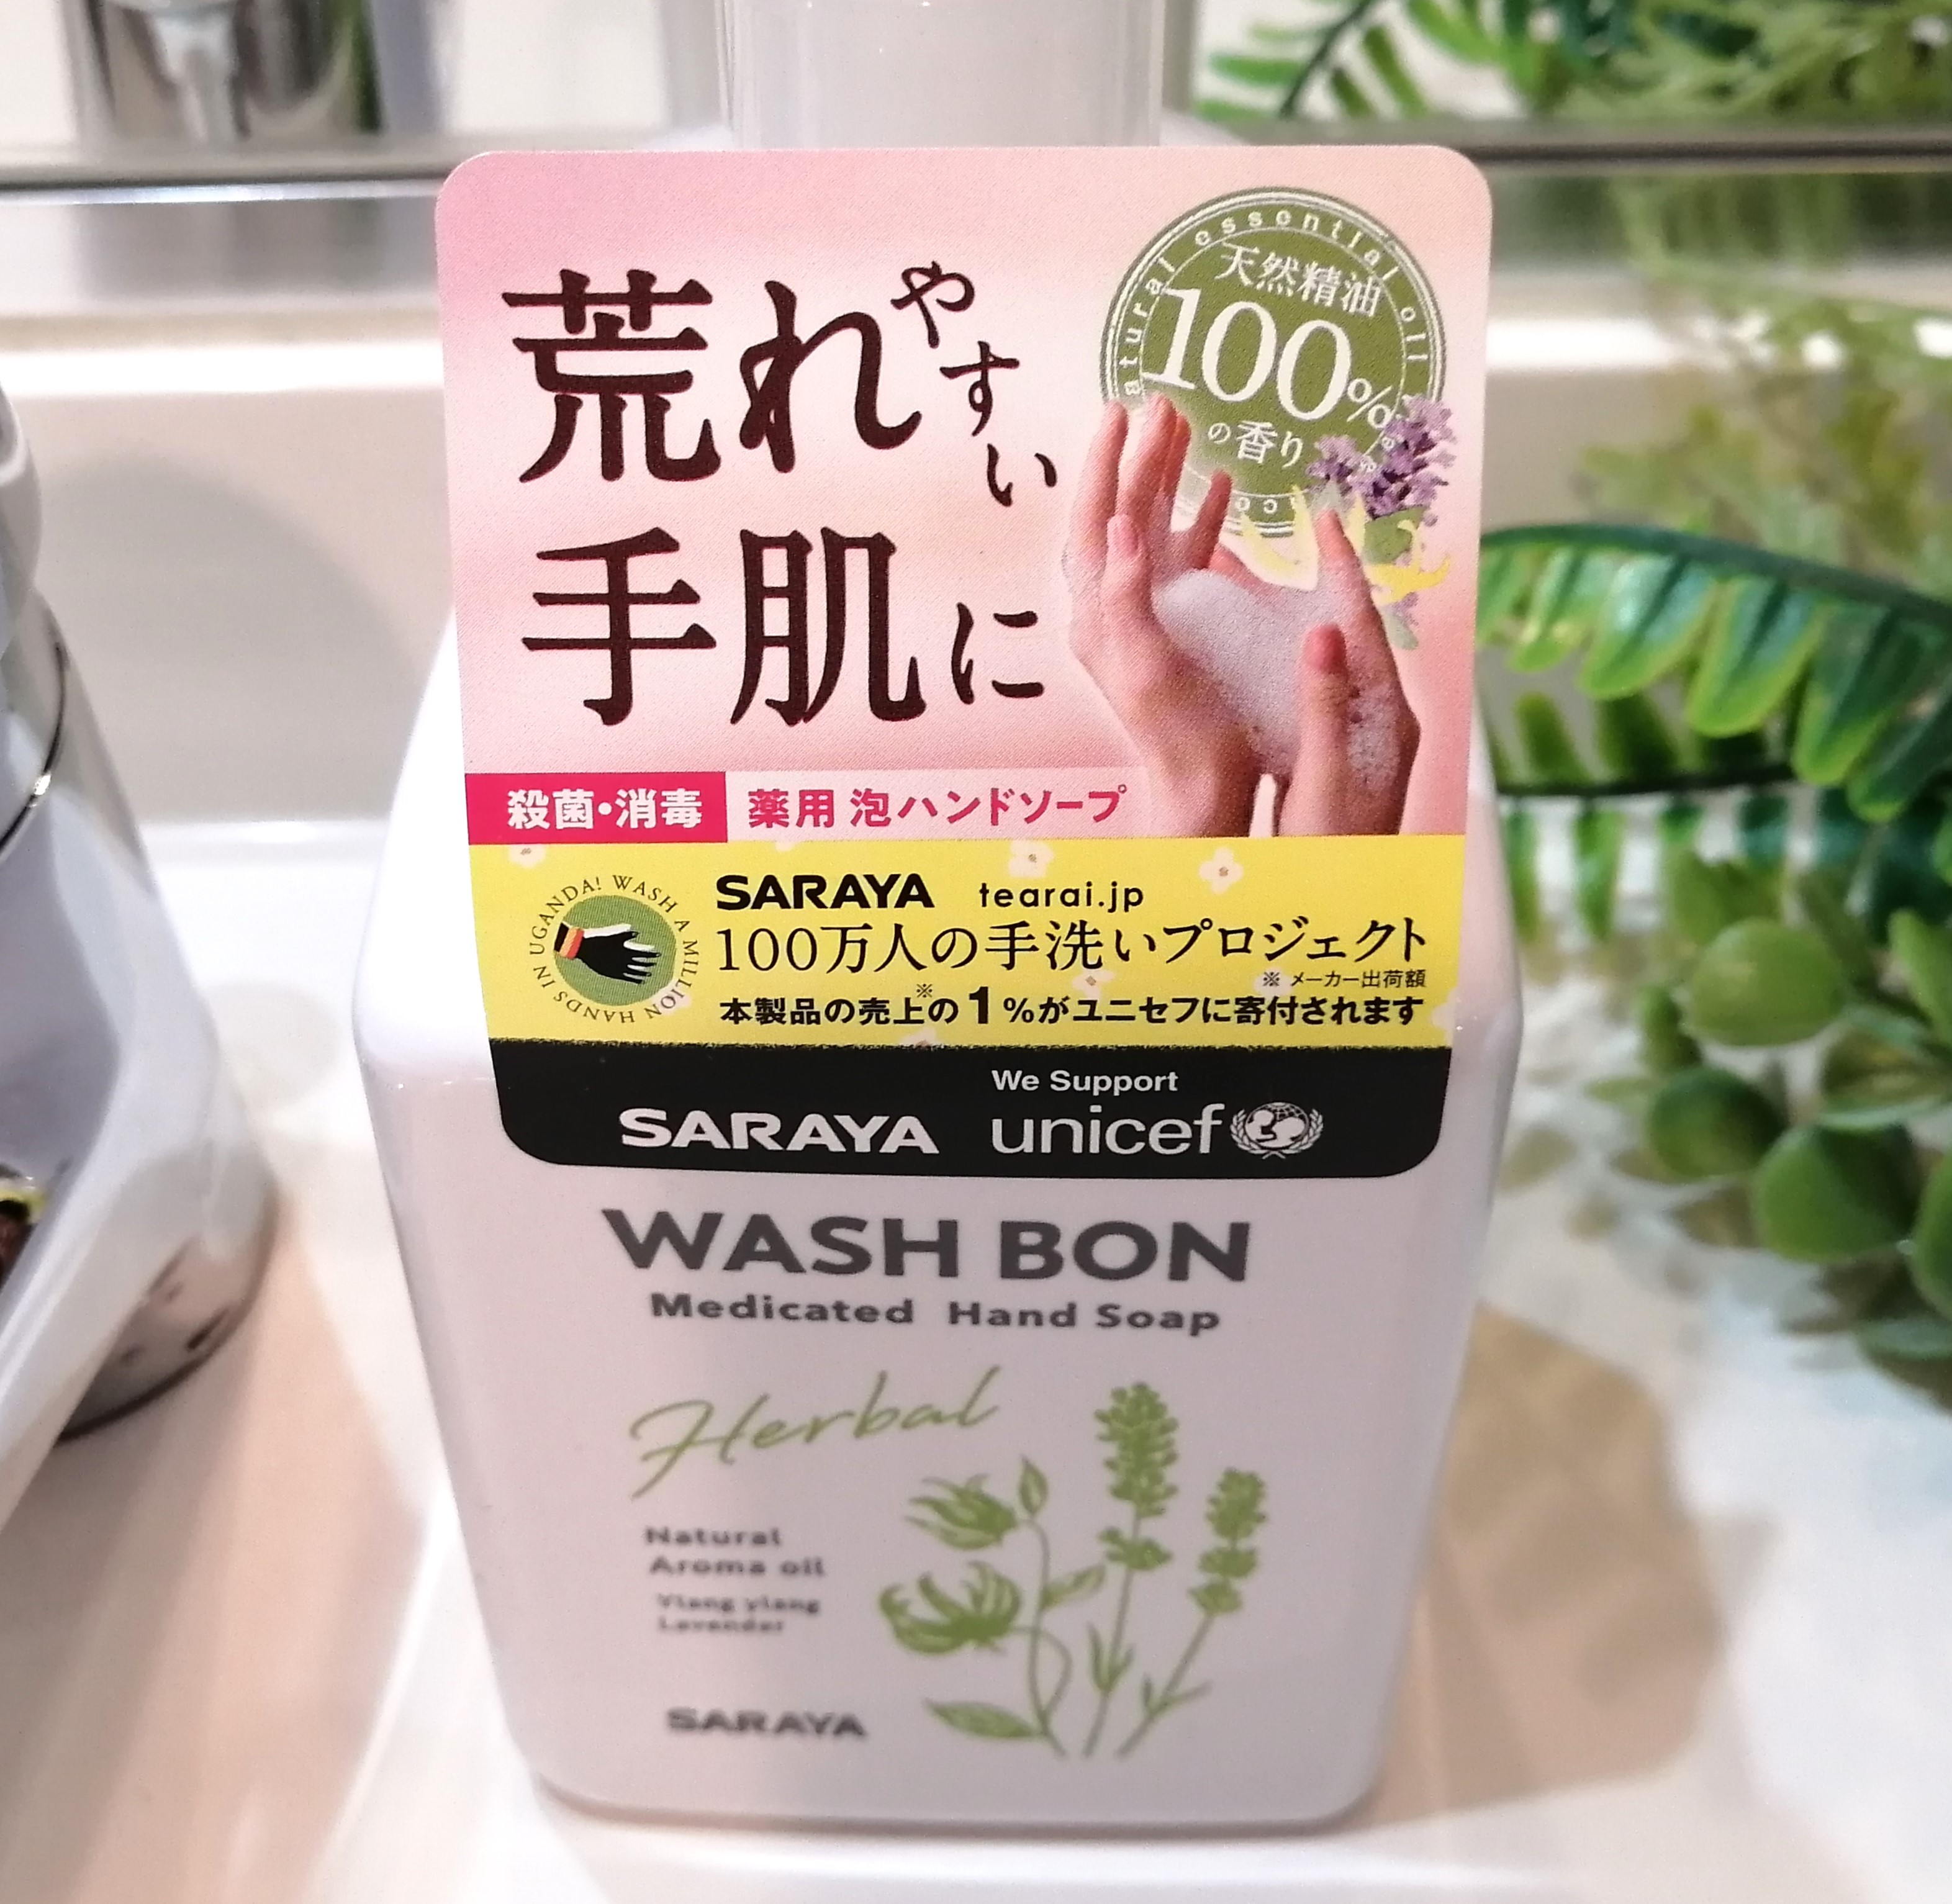 荒れやすい
手肌に
natural essential oil
天然精油
100%
の香り
殺菌・消毒 薬用 泡ハンドソープ
WASH A MILLION HANDS IN UGANDA!
SARAYA tearai.jp
100万人の手洗いプロジェクト
※ メーカー出荷額
本製品の売上※の1%がユニセフに寄付されます
We Support
SARAYA unicef
WASH BON
Medicated Hand Soap
Herbal
Natural
Aroma oil
Ylang ylang
Lavender
SARAYA